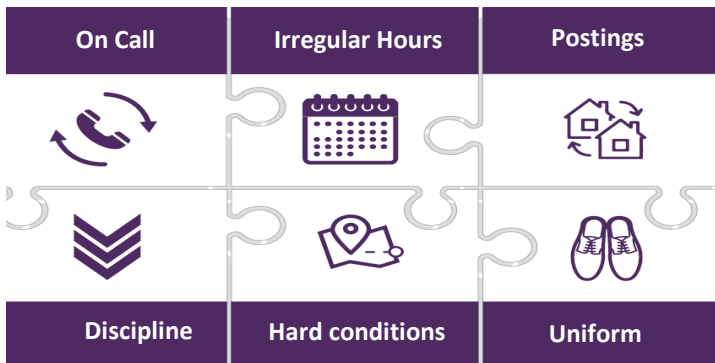 On Call
Irregular Hours
Postings
Discipline
Hard conditions
Uniform